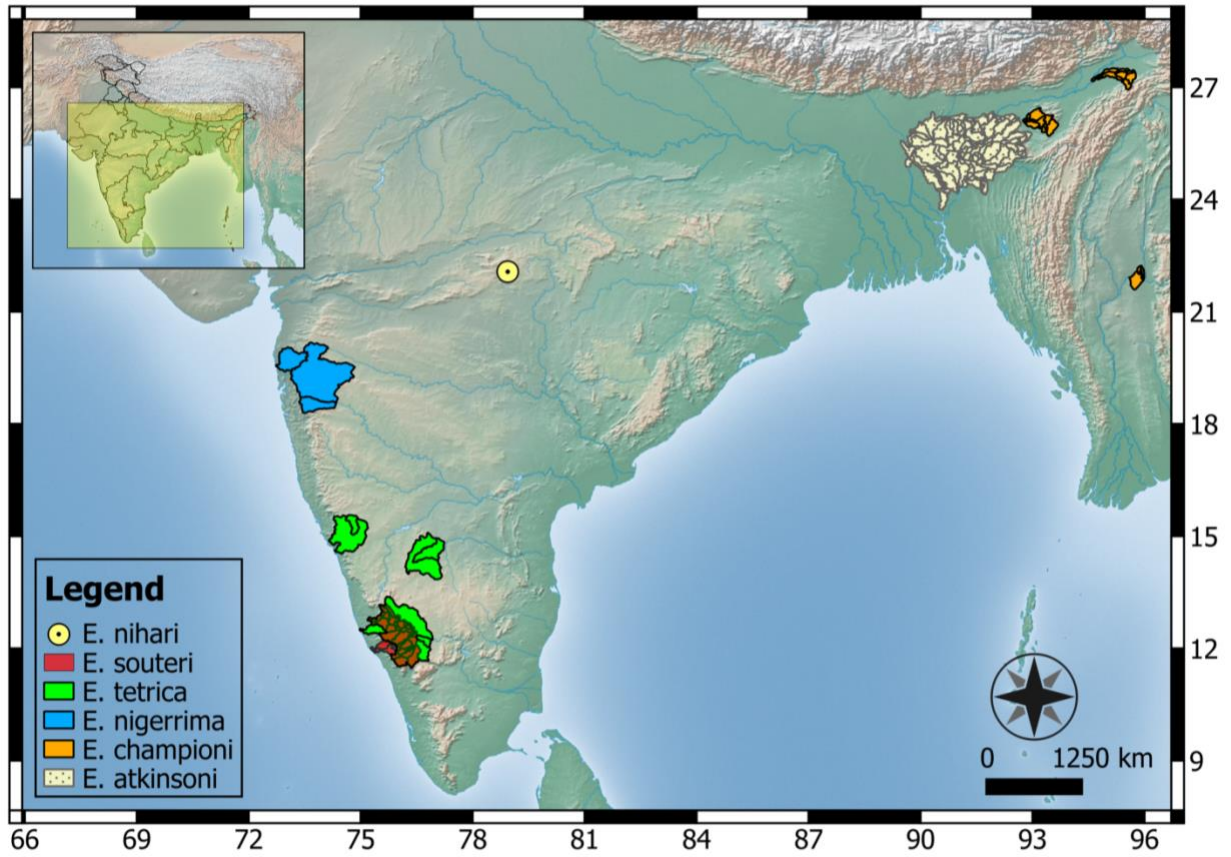 27
24
21
18
15
12
9
Legend
E. nihari
E. souteri
E. tetrica
E. nigerrima
E. championi
E. atkinsoni
0 1250 km
66 69 72 75 78 81 84 87 90 93 96